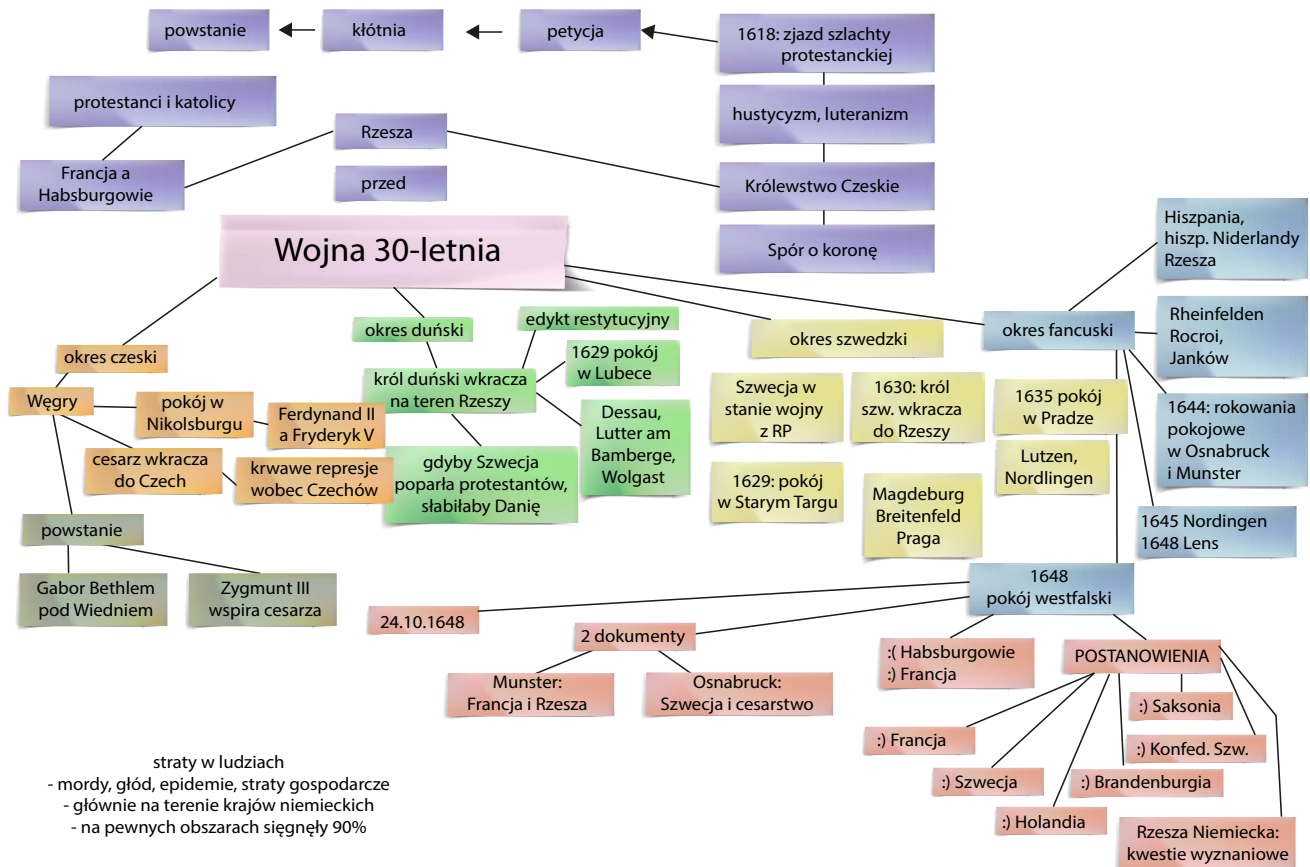 powstanie
kłótnia
petycja
1618: zjazd szlachty
protestanckiej
protestanci i katolicy
hustycyzm, luteranizm
Rzesza
Francja a
Habsburgowie
przed
Królewstwo Czeskie
Spór o koronę
Wojna 30-letnia
Hiszpania,
hiszp. Niderlandy
Rzesza
okres czeski
okres duński
edykt restytucyjny
okres szwedzki
okres fancuski
Rheinfelden
Rocroi,
Janków
Węgry
pokój w
Nikolsburgu
Ferdynand II
a Fryderyk V
cesarz wkracza
do Czech
krwawe represje
wobec Czechów
król duński wkracza
na teren Rzeszy
1629 pokój
w Lubece
Dessau,
Lutter am
Bamberge,
Wolgast
gdyby Szwecja
poparła protestantów,
słabiłaby Danię
Szwecja w
stanie wojny
z RP
1630: król
szw. wkracza
do Rzeszy
1635 pokój
w Pradze
Lutzen,
Nordlingen
1629: pokój
w Starym Targu
Magdeburg
Breitenfeld
Praga
1644: rokowania
pokojowe
w Osnabruck
i Munster
1645 Nordingen
1648 Lens
powstanie
Gabor Bethlem
pod Wiedniem
Zygmunt III
wspira cesarza
1648
pokój westfalski
24.10.1648
2 dokumenty
Munster:
Francja i Rzesza
Osnabruck:
Szwecja i cesarstwo
:( Habsburgowie
:) Francja
POSTANOWIENIA
:) Saksonia
:) Francja
:) Konfed. Szw.
:) Szwecja
:) Brandenburgia
:) Holandia
Rzesza Niemiecka:
kwestie wyznaniowe
straty w ludziach
- mordy, głód, epidemie, straty gospodarcze
- głównie na terenie krajów niemieckich
- na pewnych obszarach sięgnęły 90%